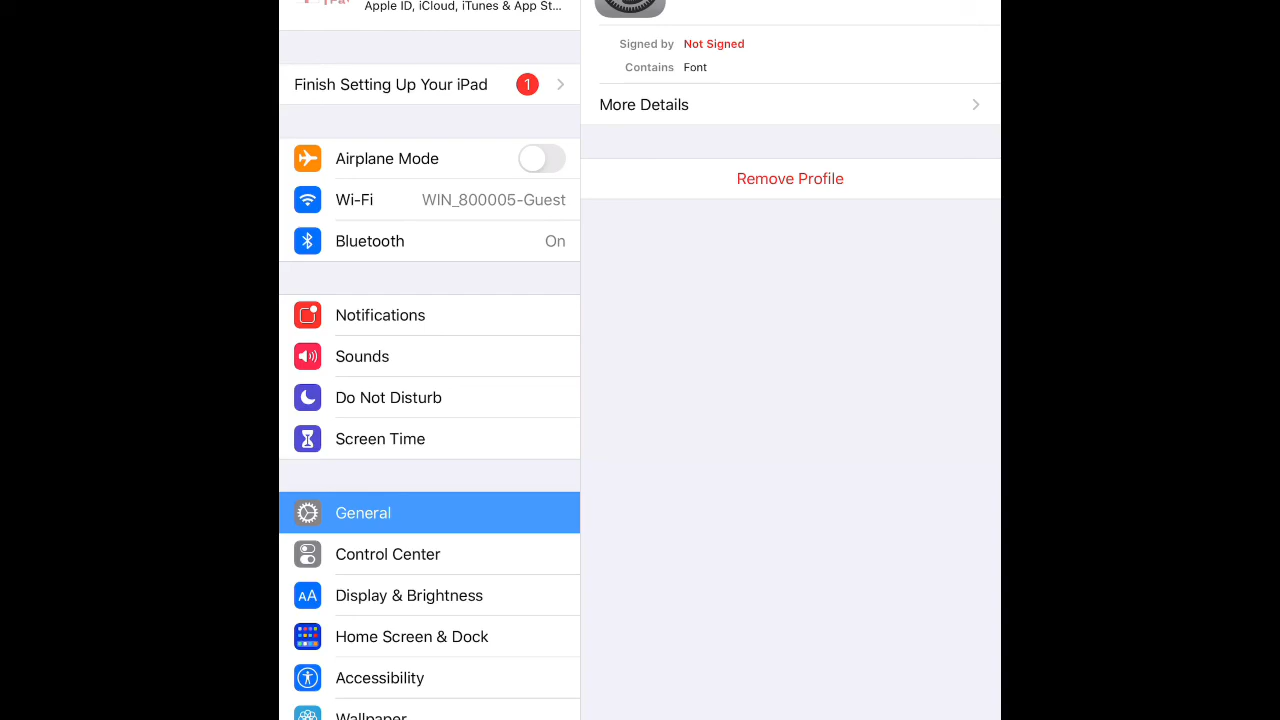 Apple ID, iCloud, iTunes & App St...
Finish Setting Up Your iPad 1
Airplane Mode
Wi-Fi WIN_800005-Guest
Bluetooth On
Notifications
Sounds
Do Not Disturb
Screen Time
General
Control Center
AA Display & Brightness
Home Screen & Dock
Accessibility
Wallpaper
Signed by Not Signed
Contains Font
More Details
Remove Profile